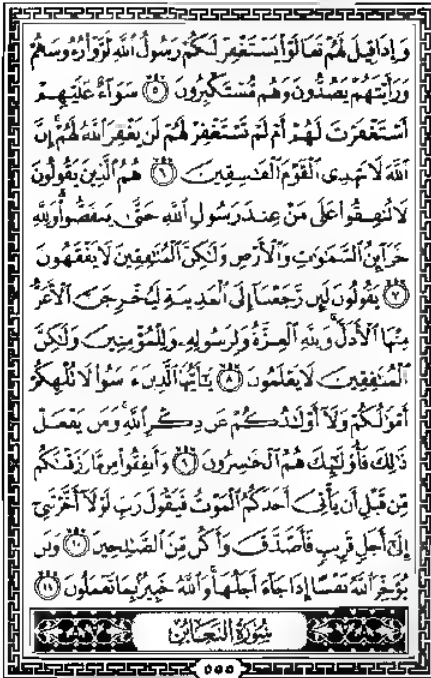 وَإِذَا قِيلَ لَهُمْ تَعَالَوْا يَسْتَغْفِرْ لَكُمْ رَسُولُ اللَّهِ لَوَّوْا رُءُوسَهُمْ
وَرَأَيْتَهُمْ يَصُدُّونَ وَهُم مُّسْتَكْبِرُونَ ٥ سَوَاءٌ عَلَيْهِمْ
أَسْتَغْفَرْتَ لَهُمْ أَمْ لَمْ تَسْتَغْفِرْ لَهُمْ لَن يَغْفِرَ اللَّهُ لَهُمْ إِنَّ
اللَّهَ لَا يَهْدِي الْقَوْمَ الْفَاسِقِينَ ٦ هُمُ الَّذِينَ يَقُولُونَ
لَا تُنفِقُوا عَلَى مَنْ عِندَ رَسُولِ اللَّهِ حَتَّى يَنفَضُّوا وَلِلَّهِ
خَزَائِنُ السَّمَاوَاتِ وَالْأَرْضِ وَلَكِنَّ الْمُنَافِقِينَ لَا يَفْقَهُونَ
٧ يَقُولُونَ لَئِن رَّجَعْنَا إِلَى الْمَدِينَةِ لَيُخْرِجَنَّ الْأَعَزُّ
مِنْهَا الْأَذَلَّ وَلِلَّهِ الْعِزَّةُ وَلِرَسُولِهِ وَلِلْمُؤْمِنِينَ وَلَكِنَّ
الْمُنَافِقِينَ لَا يَعْلَمُونَ ٨ يَا أَيُّهَا الَّذِينَ ءَامَنُوا لَا تُلْهِكُمْ
أَمْوَالُكُمْ وَلَا أَوْلَادُكُمْ عَن ذِكْرِ اللَّهِ وَمَن يَفْعَلْ
ذَلِكَ فَأُولَئِكَ هُمُ الْخَاسِرُونَ ٩ وَأَنفِقُوا مِن مَّا رَزَقْنَاكُم
مِّن قَبْلِ أَن يَأْتِيَ أَحَدَكُمُ الْمَوْتُ فَيَقُولَ رَبِّ لَوْلَا أَخَّرْتَنِي
إِلَى أَجَلٍ قَرِيبٍ فَأَصَّدَّقَ وَأَكُن مِّنَ الصَّالِحِينَ ١٠ وَلَن
يُؤَخِّرَ اللَّهُ نَفْسًا إِذَا جَاءَ أَجَلُهَا وَاللَّهُ خَبِيرٌ بِمَا تَعْمَلُونَ ١١
سُورَةُ التَّغَابُنِ
٥٥٥